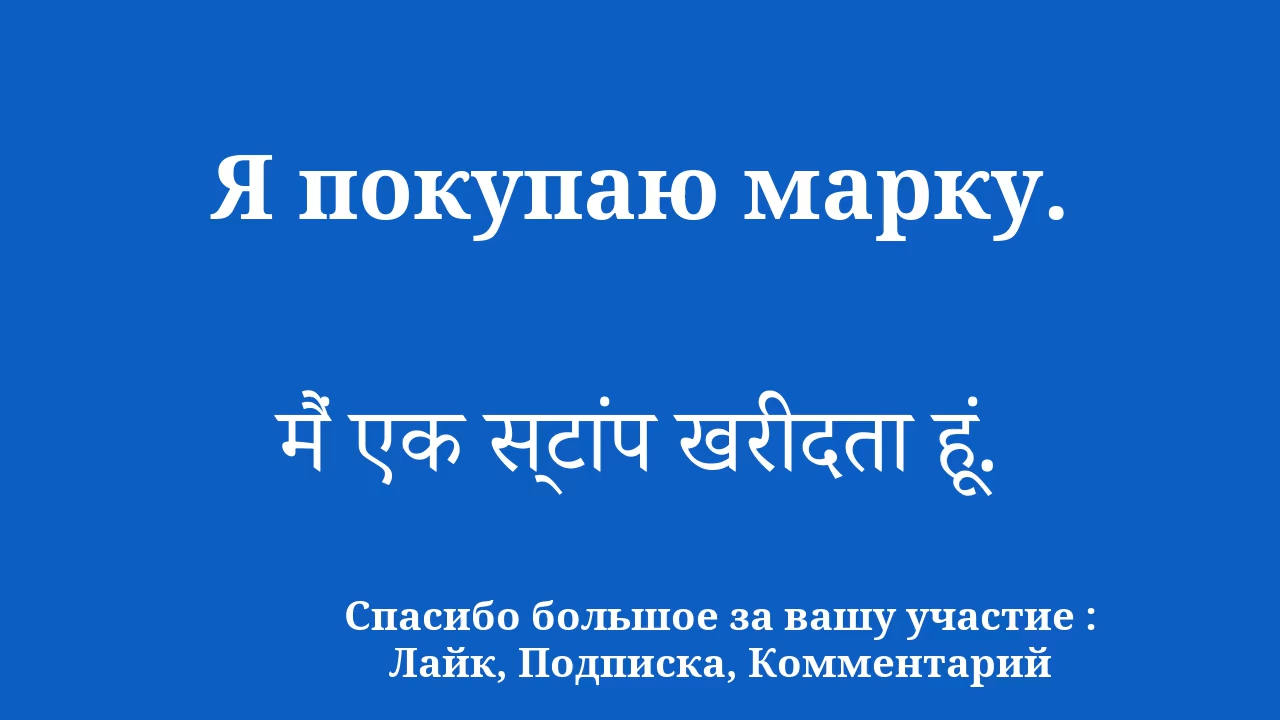 Я покупаю марку.
मैं एक स्टांप खरीदता हूं.
Спасибо большое за вашу участие :
Лайк, Подписка, Комментарий